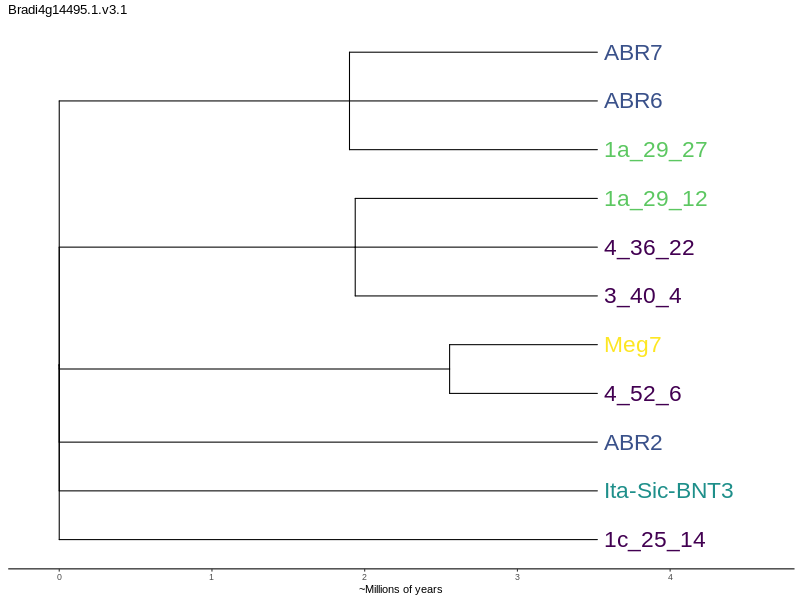 Bradi4g14495.1.v3.1
ABR7
ABR6
1a_29_27
1a_29_12
4_36_22
3_40_4
Meg7
4_52_6
ABR2
Ita-Sic-BNT3
1c_25_14
0 1 2 3 4
~Millions of years